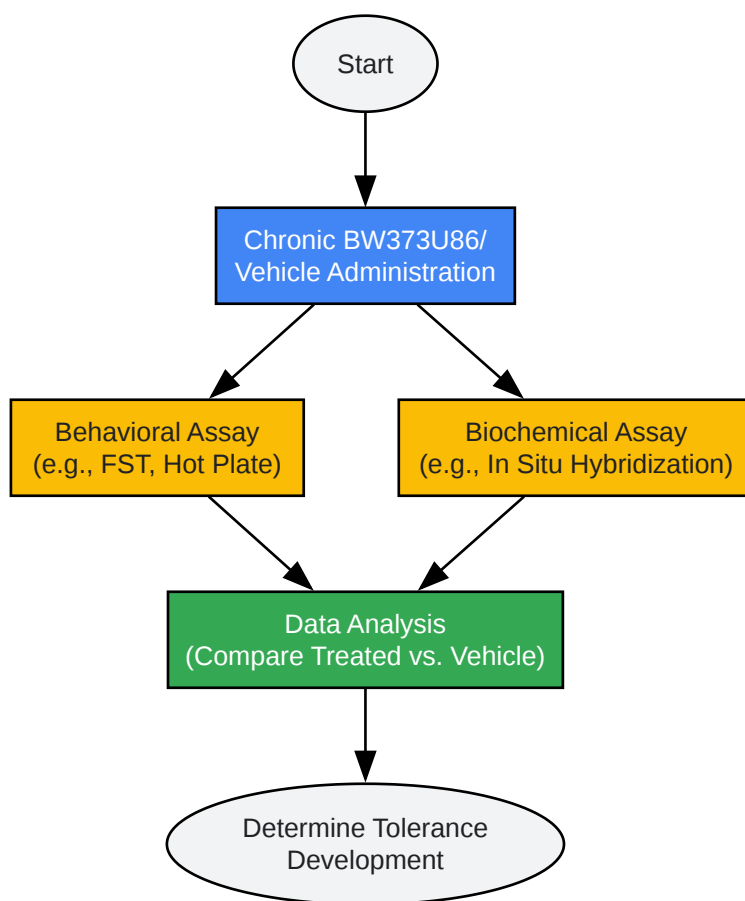 Start
Chronic BW373U86/
Vehicle Administration
Behavioral Assay
(e.g., FST, Hot Plate)
Biochemical Assay
(e.g., In Situ Hybridization)
Data Analysis
(Compare Treated vs. Vehicle)
Determine Tolerance
Development